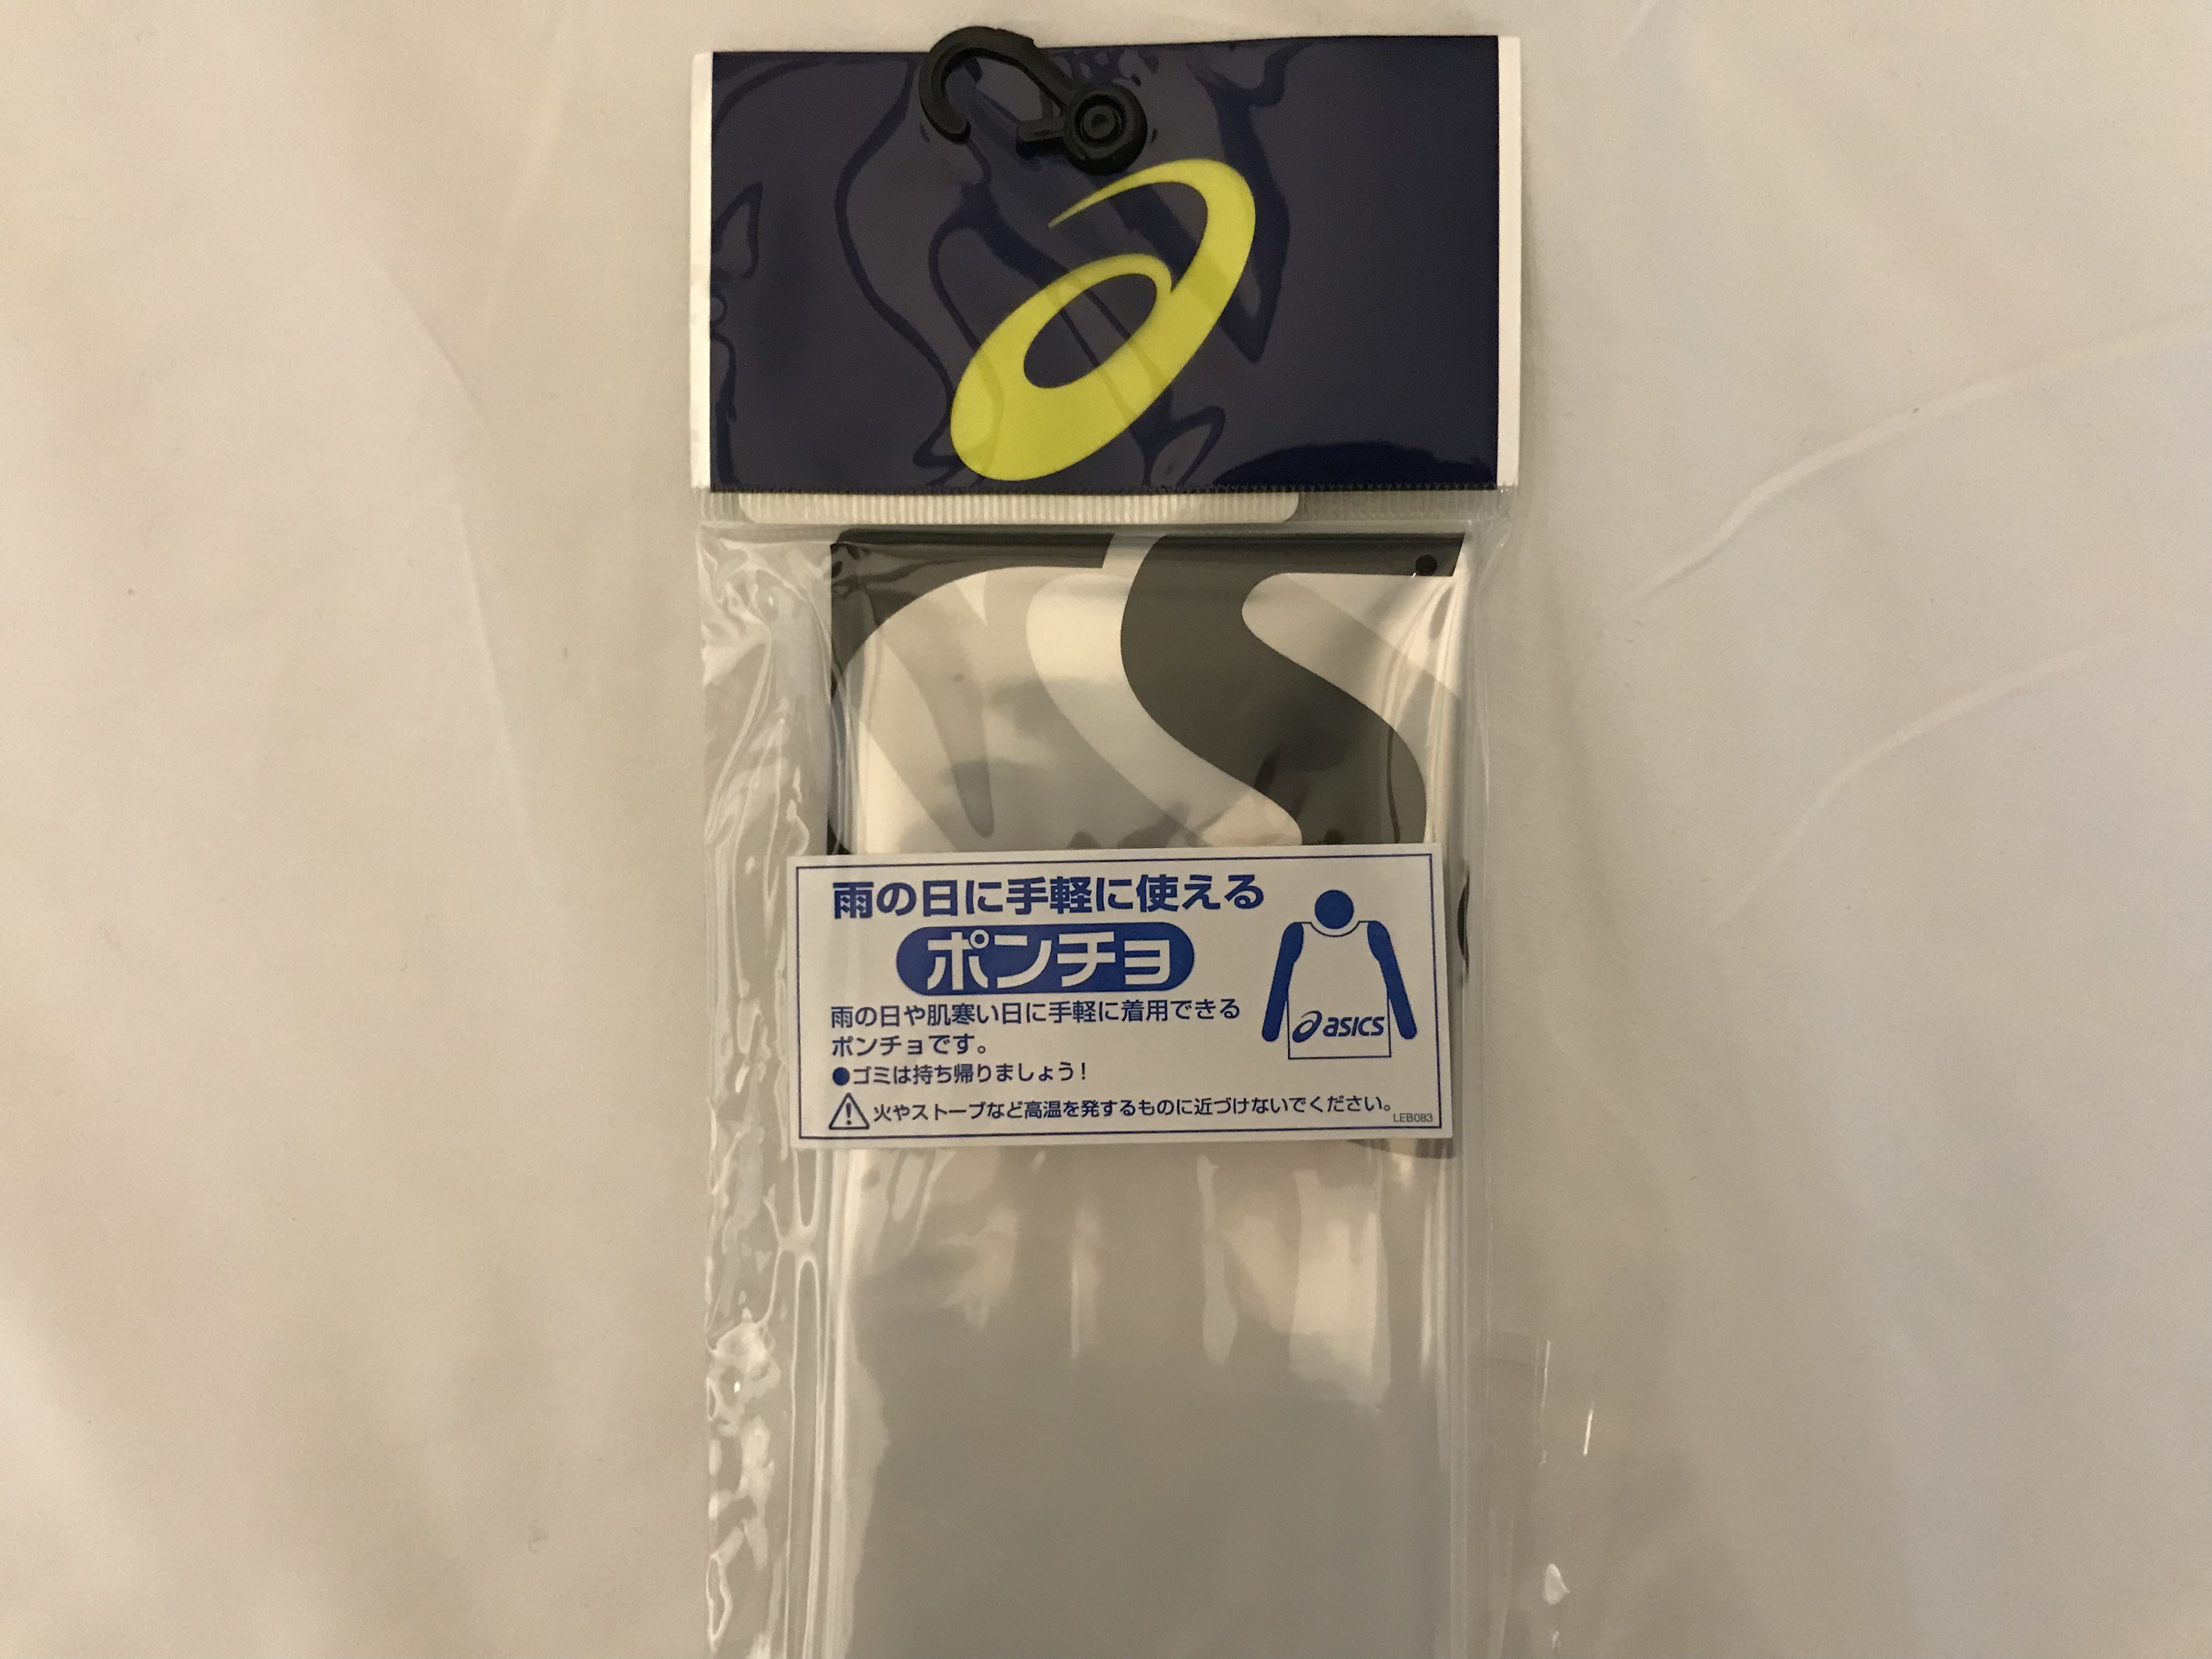 雨の日に手軽に使える
ポンチョ
雨の日や肌寒い日に手軽に着用できる
ポンチョです。
●ゴミは持ち帰りましょう!
火やストーブなど高温を発するものに近づけないでください。
LEB083
asics